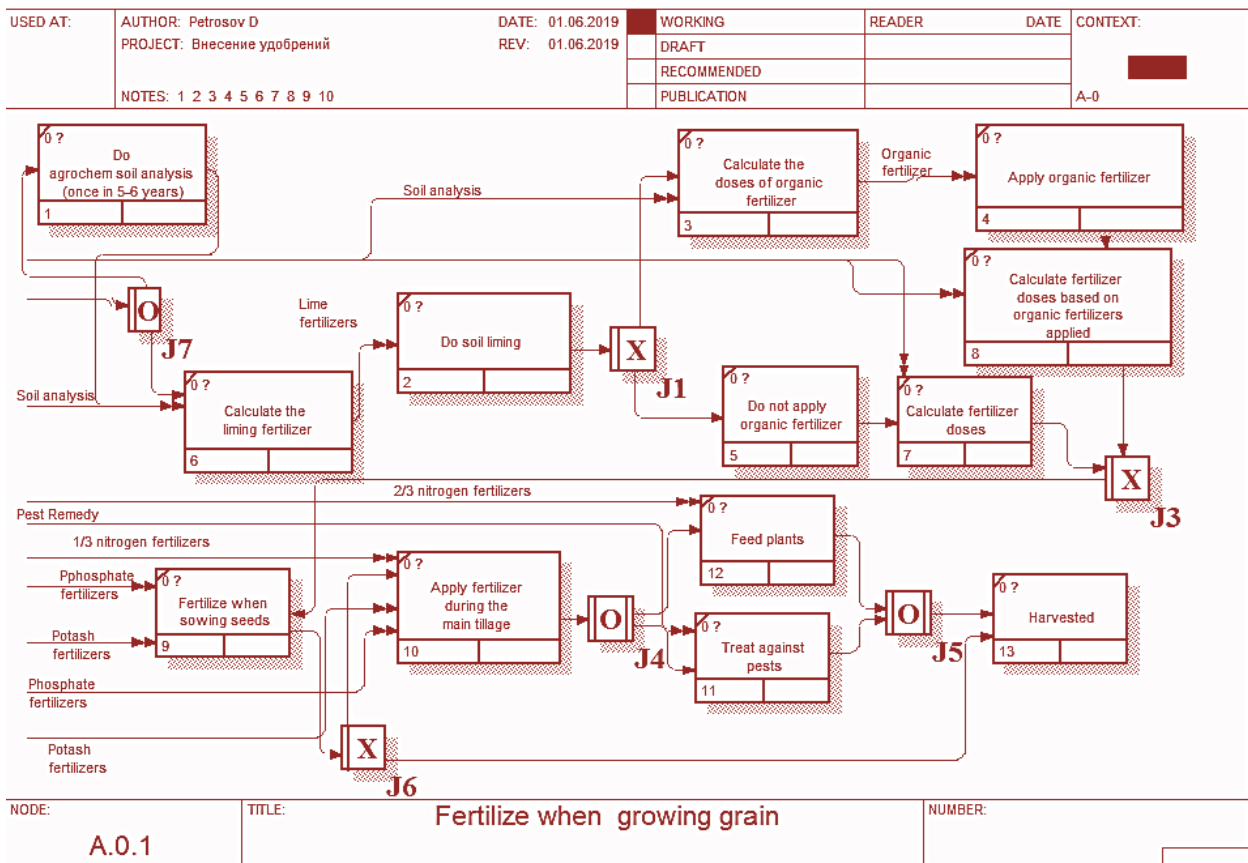 USED AT:
AUTHOR: Petrosov D
DATE: 01.06.2019
WORKING
READER
DATE
CONTEXT:
PROJECT: Внесение удобрений
REV: 01.06.2019
DRAFT
RECOMMENDED
NOTES: 1 2 3 4 5 6 7 8 9 10
PUBLICATION
A-0
0 ?
Do
agrochem soil analysis
(once in 5-6 years)
1
0 ?
Calculate the
doses of organic
fertilizer
3
Organic
fertilizer
0 ?
Apply organic fertilizer
4
Soil analysis
0 ?
Calculate fertilizer
doses based on
organic fertilizers
applied
8
O
J7
Lime
fertilizers
0 ?
Do soil liming
2
X
J1
Soil analysis
0 ?
Calculate the
liming fertilizer
6
0 ?
Do not apply
organic fertilizer
5
0 ?
Calculate fertilizer
doses
7
X
J3
2/3 nitrogen fertilizers
Pest Remedy
1/3 nitrogen fertilizers
0 ?
Feed plants
12
Pphosphate
fertilizers
0 ?
Fertilize when
sowing seeds
9
Potash
fertilizers
0 ?
Apply fertilizer
during the
main tillage
10
O
J4
0 ?
Treat against
pests
11
O
J5
0 ?
Harvested
13
Phosphate
fertilizers
Potash
fertilizers
X
J6
NODE:
A.0.1
TITLE:
Fertilize when growing grain
NUMBER: